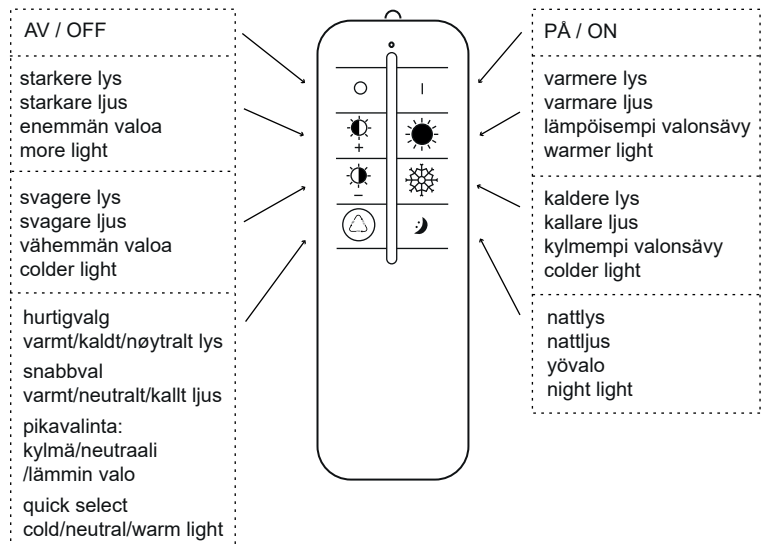 AV / OFF
starkere lys
starkare ljus
enemmän valoa
more light
svagere lys
svagare ljus
vähemmän valoa
colder light
hurtigvalg
varmt/kaldt/nøytralt lys
snabbval
varmt/neutralt/kallt ljus
pikavalinta:
kylmä/neutraali
/lämmin valo
quick select
cold/neutral/warm light
+
–
PÅ / ON
varmere lys
varmare ljus
lämpöisempi valonsävy
warmer light
kaldere lys
kallare ljus
kylmempi valonsävy
colder light
nattlys
nattljus
yövalo
night light